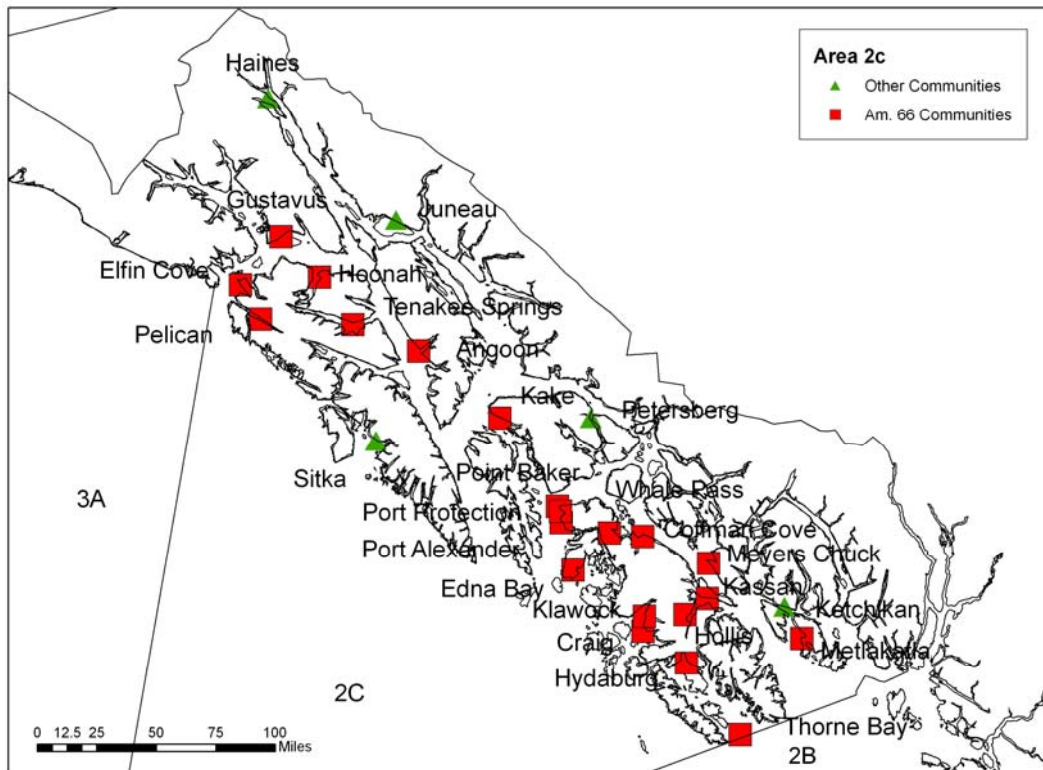 Area 2c
Other Communities
Am. 66 Communities
Haines
Gustavus
Juneau
Elfin Cove
Hoonah
Tenakee Springs
Pelican
Angoon
Kake
Petersberg
Sitka
Point Baker
Whale Pass
3A
Port Protection
Coffman Cove
Port Alexander
Meyers Chuck
Edna Bay
Kassan
Klawock
Ketchikan
Craig
Hollis
Metlakatla
Hydaburg
2C
Thorne Bay
2B
0 12.5 25 50 75 100
Miles